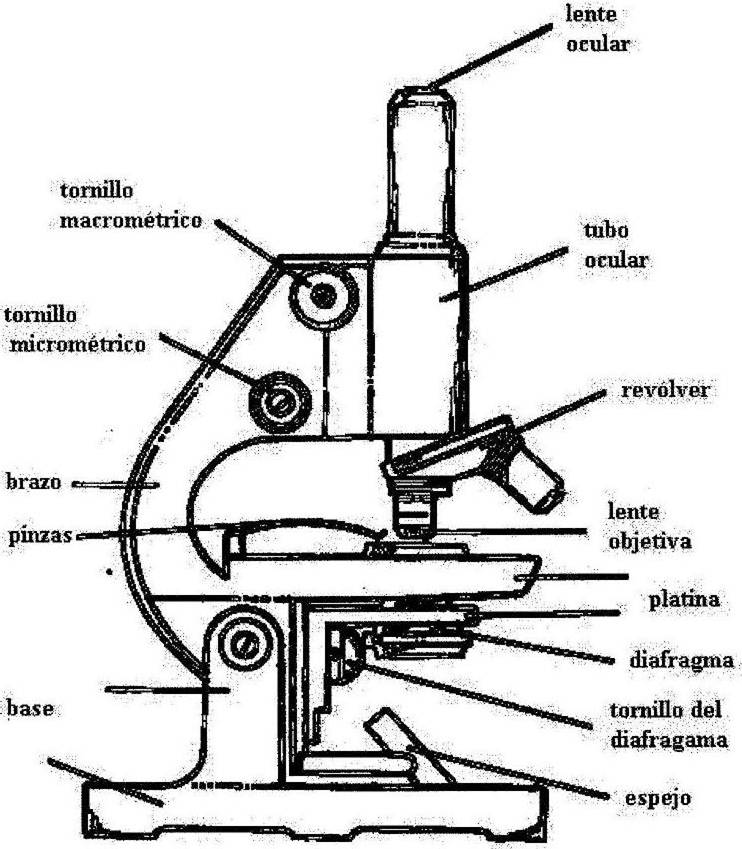 lente
ocular
tornillo
macrométrico
tubo
ocular
tornillo
micrométrico
revólver
brazo
pinzas
lente
objetiva
platina
diafragma
base
tornillo del
diafragama
espejo